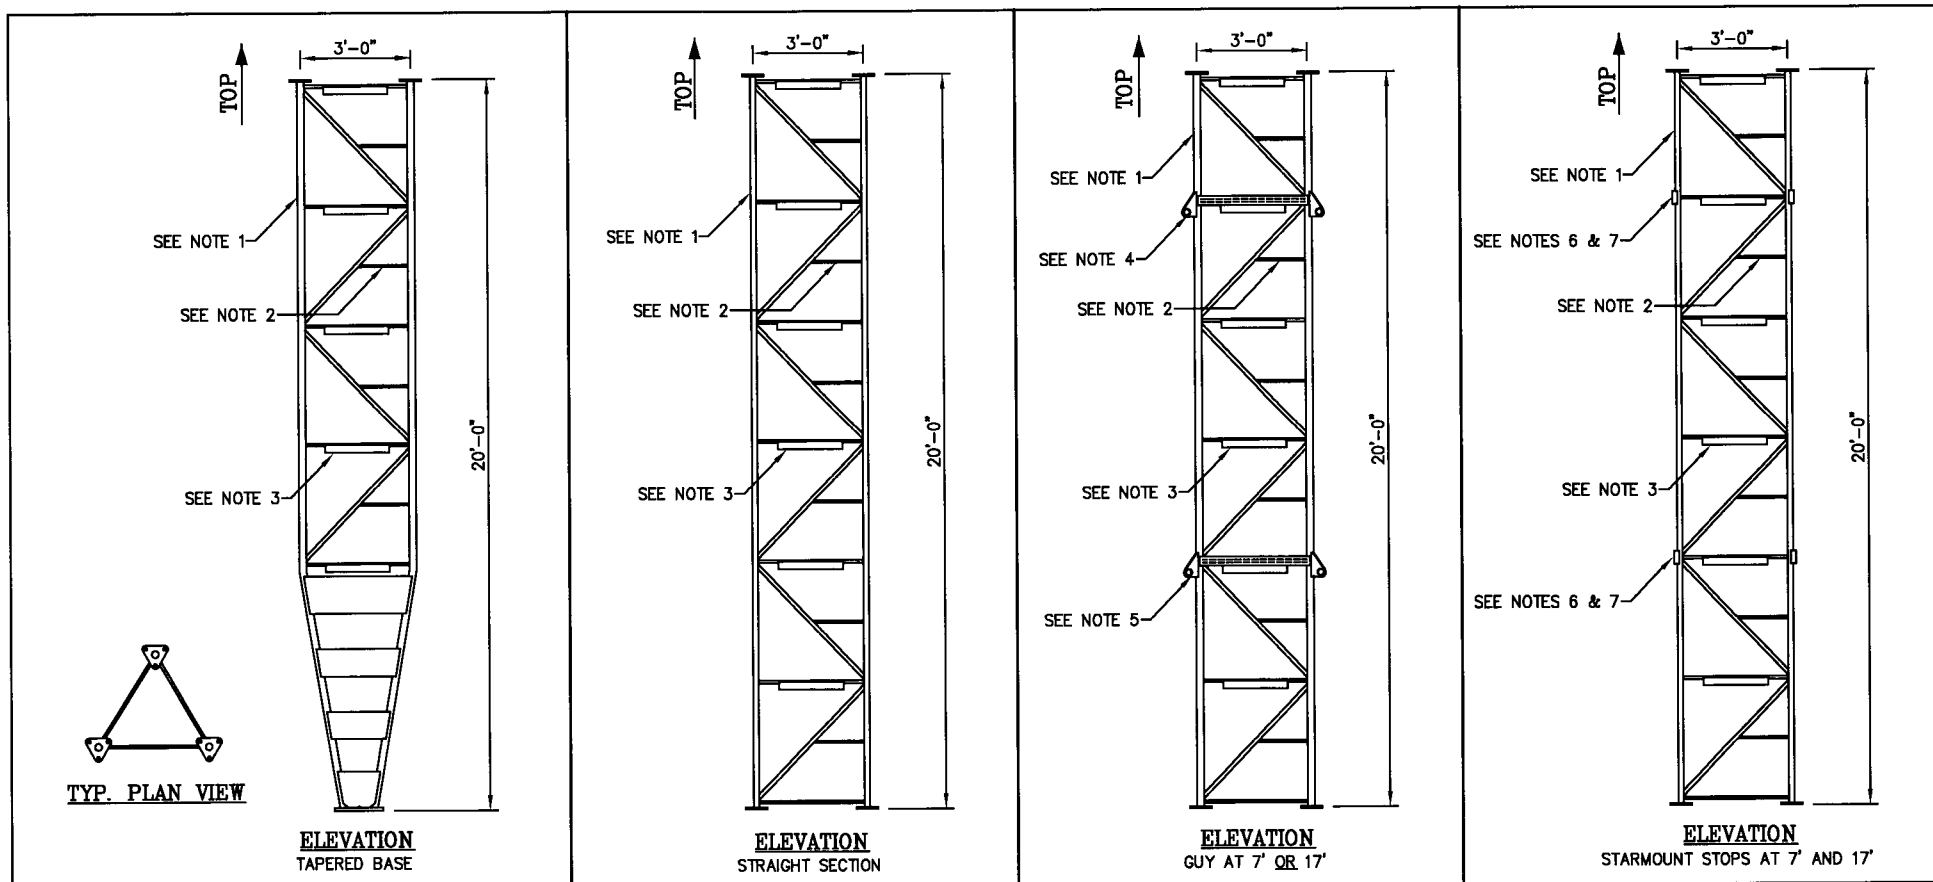 3'-0"
TOP
SEE NOTE 1
SEE NOTE 2
20'-0"
SEE NOTE 3
TYP. PLAN VIEW
ELEVATION
TAPERED BASE
3'-0"
TOP
SEE NOTE 1
SEE NOTE 2
20'-0"
SEE NOTE 3
ELEVATION
STRAIGHT SECTION
3'-0"
TOP
SEE NOTE 1
SEE NOTE 4
SEE NOTE 2
20'-0"
SEE NOTE 3
SEE NOTE 5
ELEVATION
GUY AT 7' OR 17'
3'-0"
TOP
SEE NOTE 1
SEE NOTES 6 & 7
SEE NOTE 2
20'-0"
SEE NOTE 3
SEE NOTES 6 & 7
ELEVATION
STARMOUNT STOPS AT 7' AND 17'